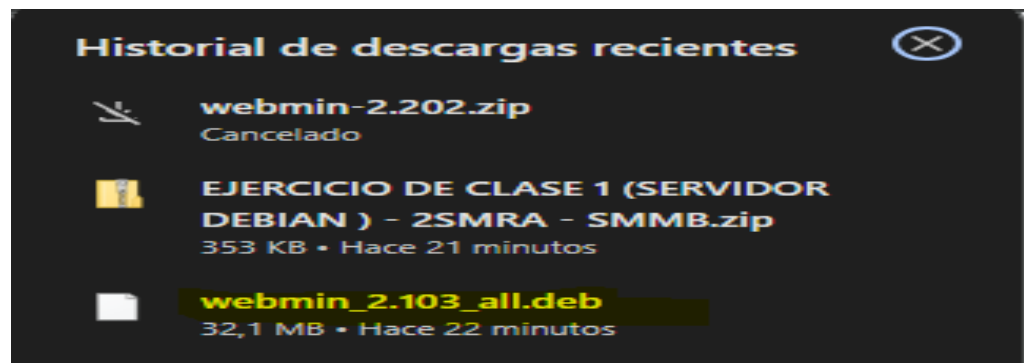 Historial de descargas recientes
webmin-2.202.zip
Cancelado
EJERCICIO DE CLASE 1 (SERVIDOR
DEBIAN ) - 2SMRA - SMMB.zip
353 KB • Hace 21 minutos
webmin_2.103_all.deb
32,1 MB • Hace 22 minutos